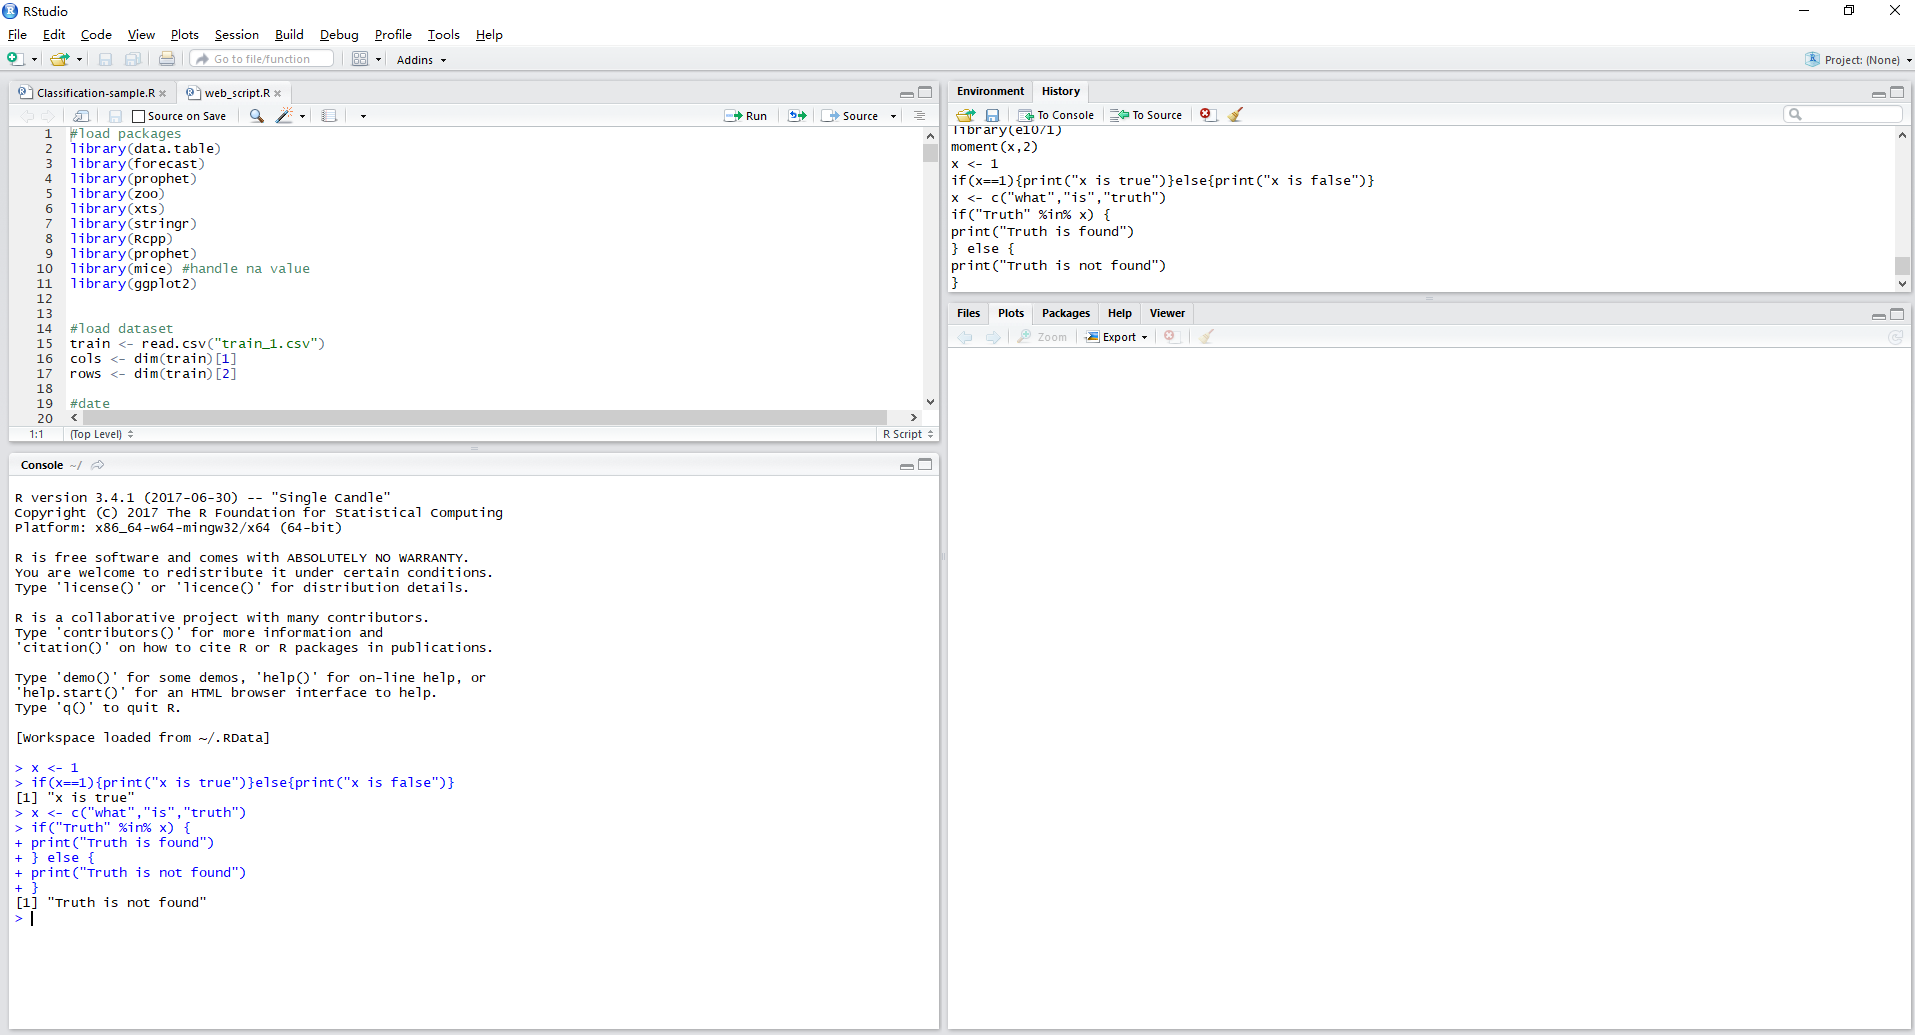 RStudio
File Edit Code View Plots Session Build Debug Profile Tools Help
Go to file/function Addins Project: (None)
Classification-sample.R web_script.R
Source on Save Run Source
1 #load packages
2 library(data.table)
3 library(forecast)
4 library(prophet)
5 library(zoo)
6 library(xts)
7 library(stringr)
8 library(Rcpp)
9 library(prophet)
10 library(mice) #handle na value
11 library(ggplot2)
12
13
14 #load dataset
15 train <- read.csv("train_1.csv")
16 cols <- dim(train)[1]
17 rows <- dim(train)[2]
18
19 #date
20
1:1 (Top Level) R Script
Console ~/
R version 3.4.1 (2017-06-30) -- "Single Candle"
Copyright (C) 2017 The R Foundation for Statistical Computing
Platform: x86_64-w64-mingw32/x64 (64-bit)
R is free software and comes with ABSOLUTELY NO WARRANTY.
You are welcome to redistribute it under certain conditions.
Type 'license()' or 'licence()' for distribution details.
R is a collaborative project with many contributors.
Type 'contributors()' for more information and
'citation()' on how to cite R or R packages in publications.
Type 'demo()' for some demos, 'help()' for on-line help, or
'help.start()' for an HTML browser interface to help.
Type 'q()' to quit R.
[Workspace loaded from ~/.RData]
> x <- 1
> if(x==1){print("x is true")}else{print("x is false")}
[1] "x is true"
> x <- c("what","is","truth")
> if("Truth" %in% x) {
+ print("Truth is found")
+ } else {
+ print("Truth is not found")
+ }
[1] "Truth is not found"
>
Environment History
To Console To Source
library(e1071)
moment(x,2)
x <- 1
if(x==1){print("x is true")}else{print("x is false")}
x <- c("what","is","truth")
if("Truth" %in% x) {
print("Truth is found")
} else {
print("Truth is not found")
}
Files Plots Packages Help Viewer
Zoom Export